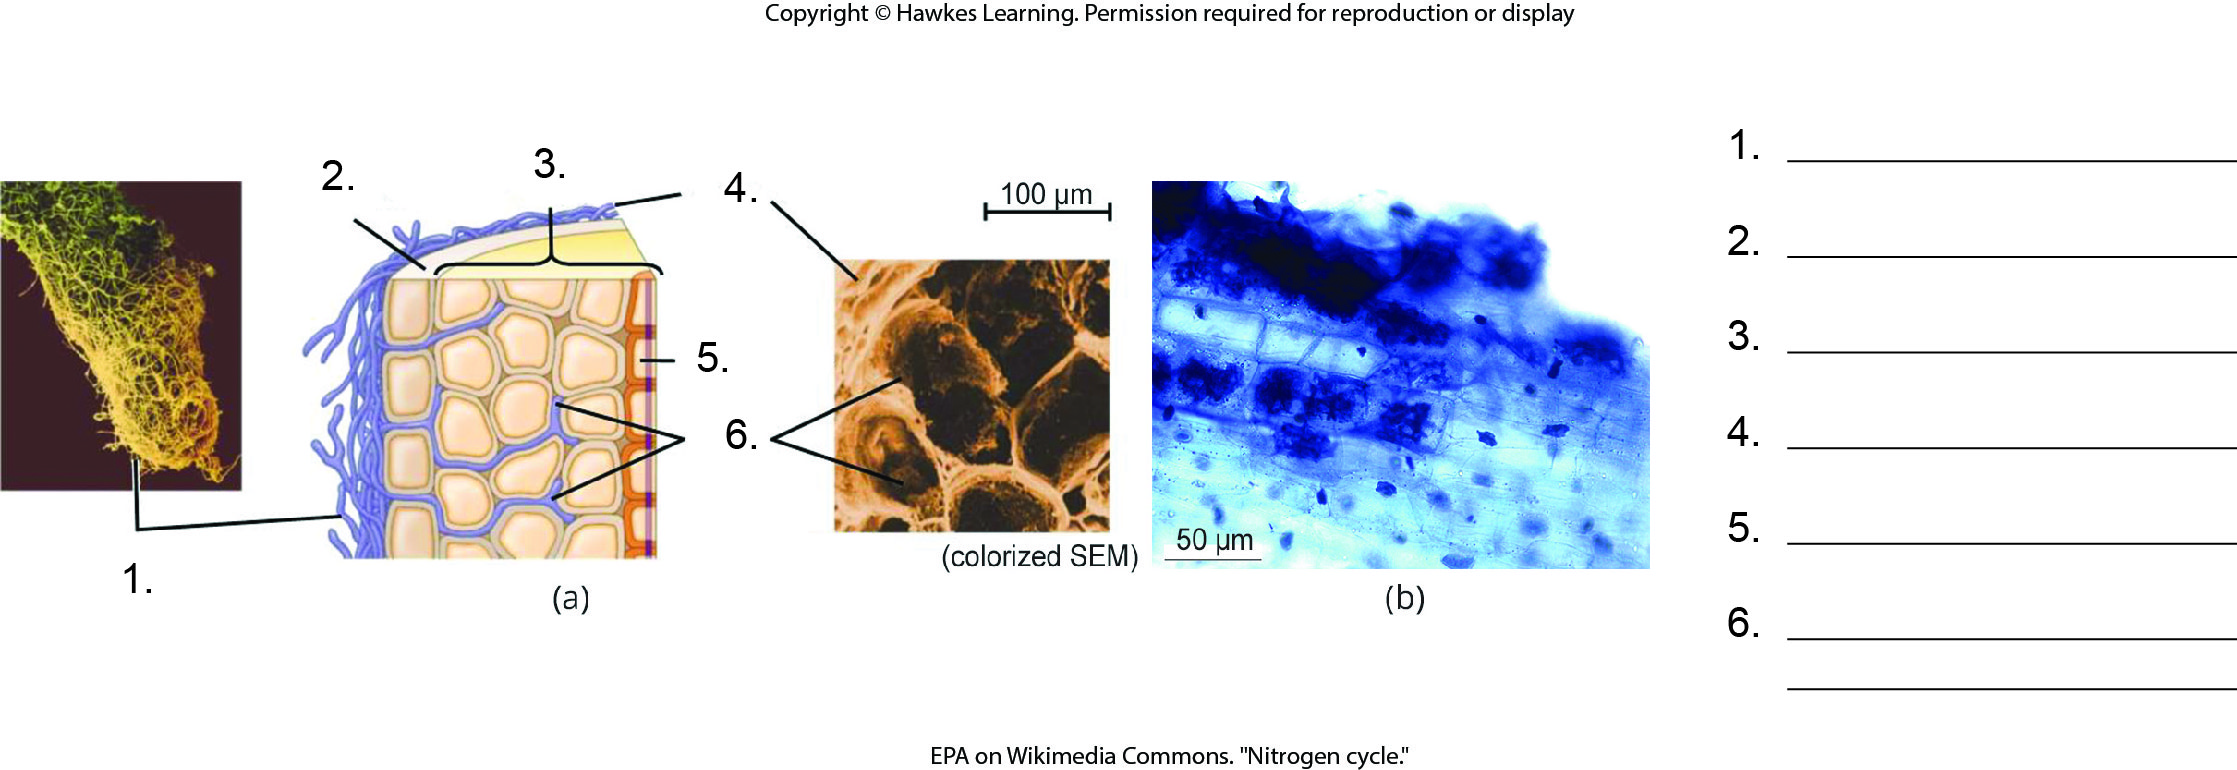 Copyright © Hawkes Learning. Permission required for reproduction or display
1.
2.
3.
4.
5.
6.
100 µm
(colorized SEM)
(a)
50 µm
(b)
1.
2.
3.
4.
5.
6.
EPA on Wikimedia Commons. "Nitrogen cycle."